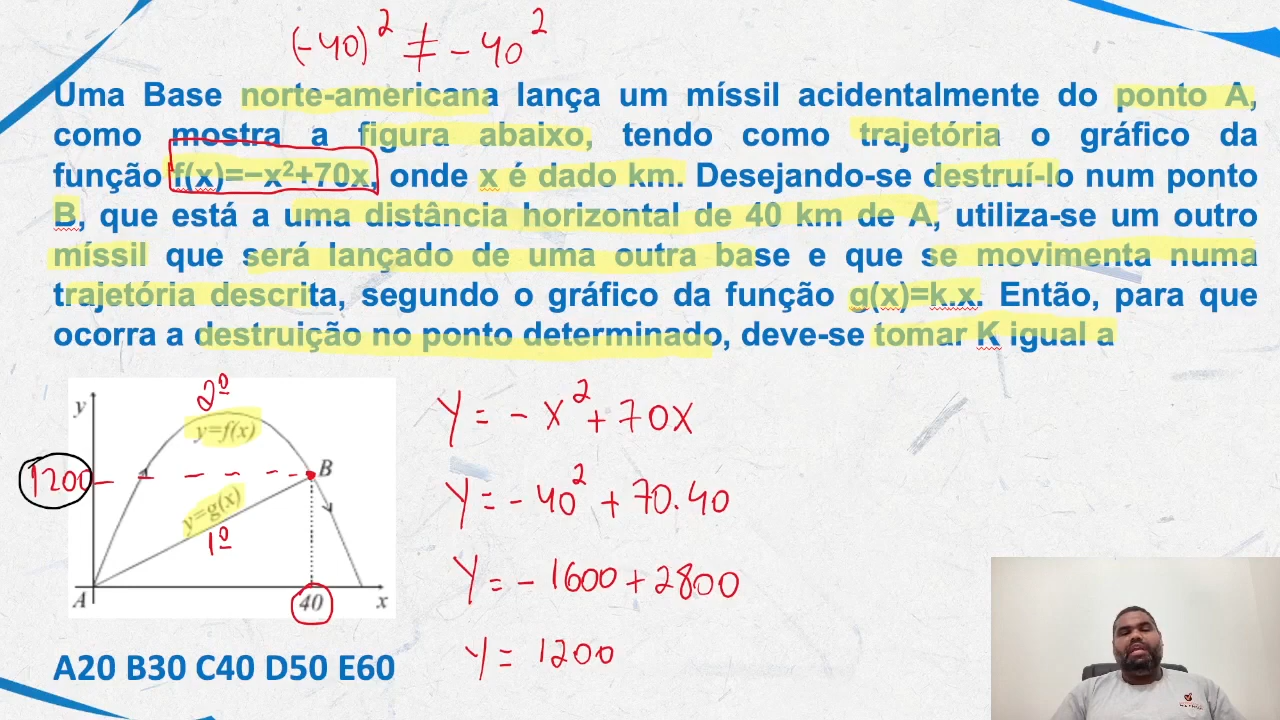 (-40)² ≠ -40²
Uma Base norte-americana lança um míssil acidentalmente do ponto A,
como mostra a figura abaixo, tendo como trajetória o gráfico da
função f(x)=−x²+70x, onde x é dado km. Desejando-se destruí-lo num ponto
B, que está a uma distância horizontal de 40 km de A, utiliza-se um outro
míssil que será lançado de uma outra base e que se movimenta numa
trajetória descrita, segundo o gráfico da função g(x)=k.x. Então, para que
ocorra a destruição no ponto determinado, deve-se tomar K igual a
2º
y
y=f(x)
B
1200
y=g(x)
1º
A
40
x
Y = - X² + 70X
Y = - 40² + 70.40
Y = - 1600 + 2800
Y = 1200
A20 B30 C40 D50 E60